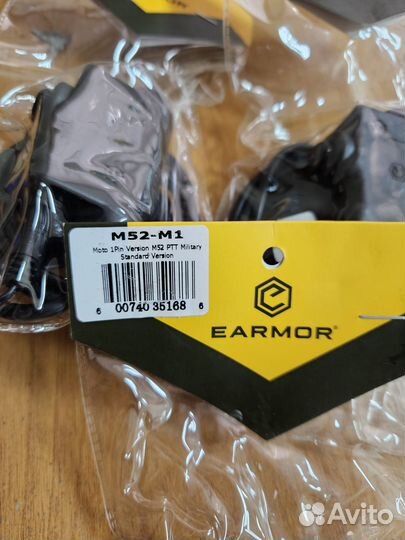 M52-M1
Moto 1Pin Version M52 PTT Military
Standard Version
6 00740 35168 6
EARMOR®
Avito